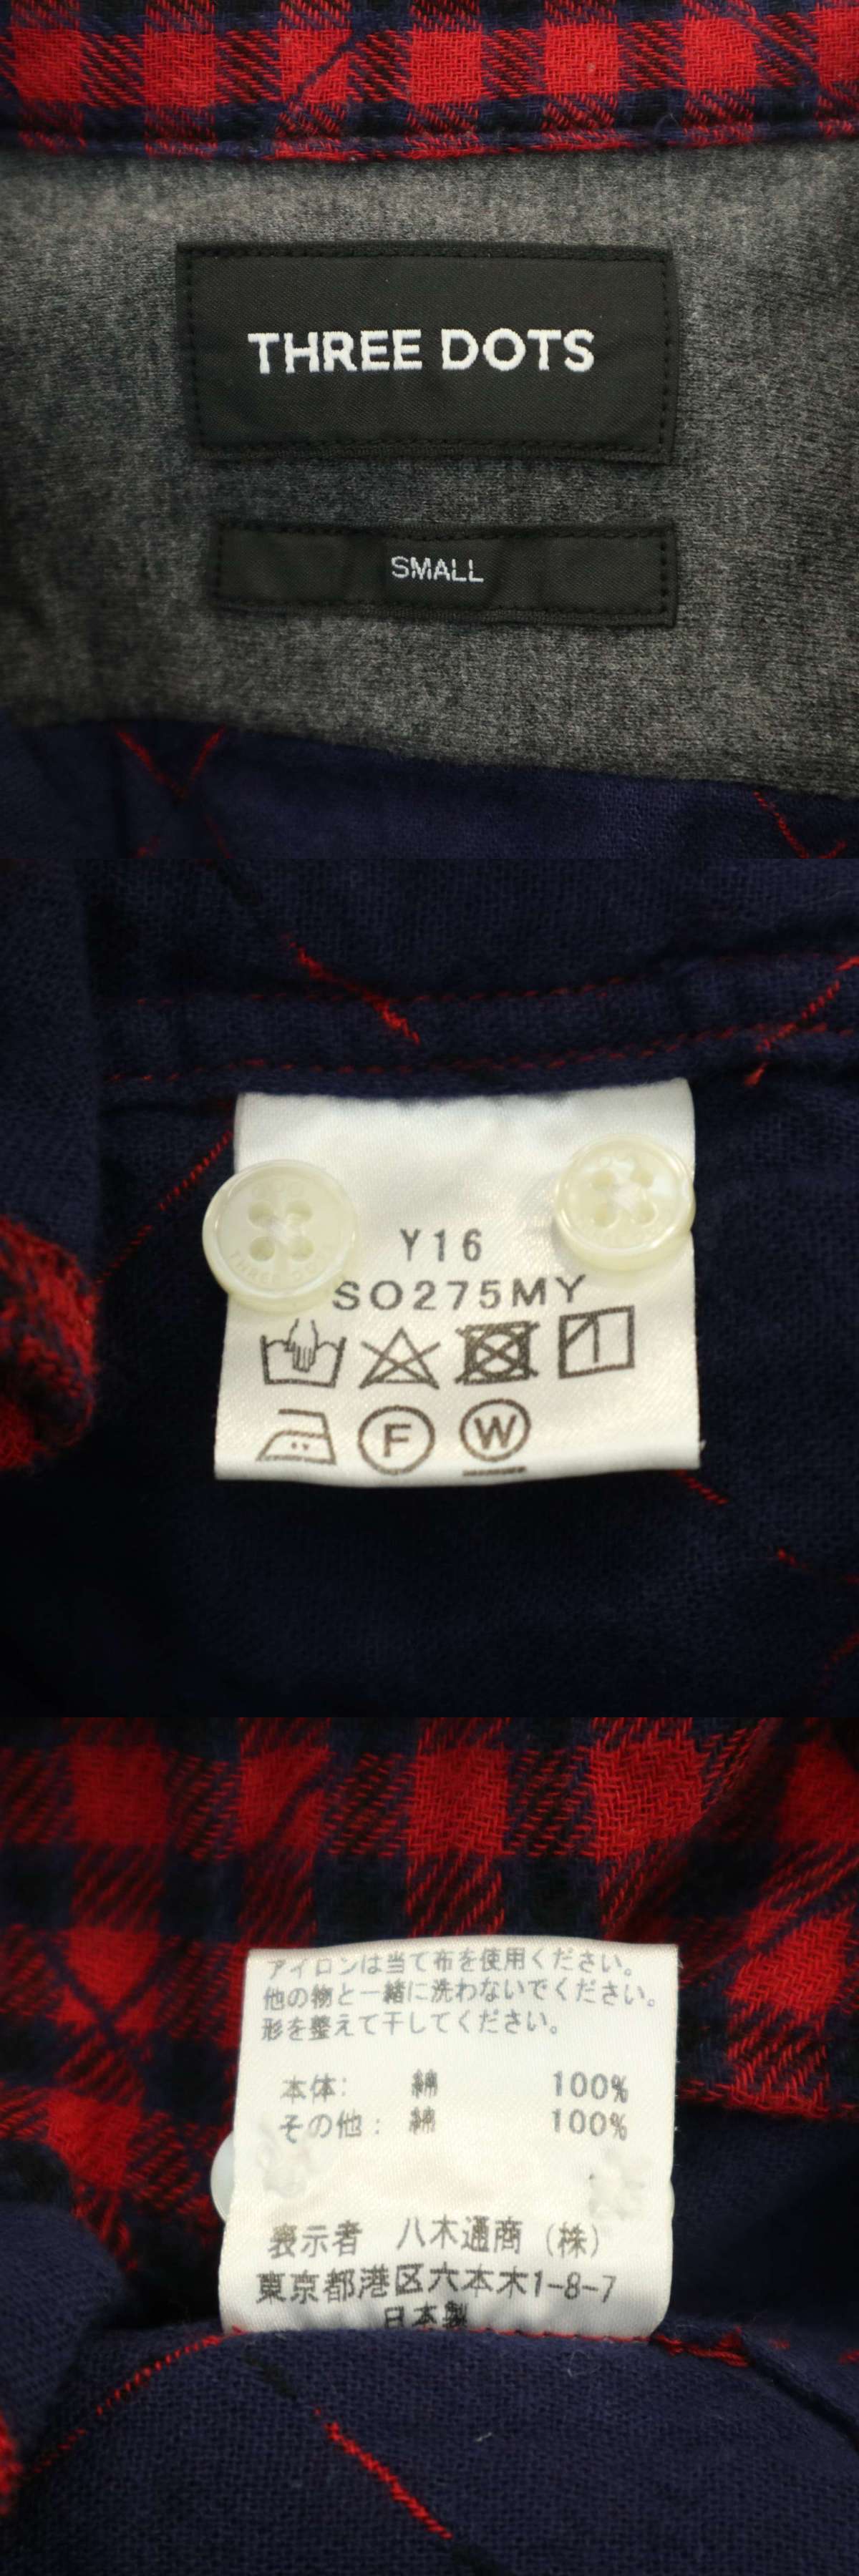 THREE DOTS
SMALL
Y16
SO275MY
F
W
アイロンは当て布を使用ください。
他の物と一緒に洗わないでください。
形を整えて干してください。
本体: 綿 100%
その他: 綿 100%
表示者 八木通商(株)
東京都港区六本木1-8-7
日本製